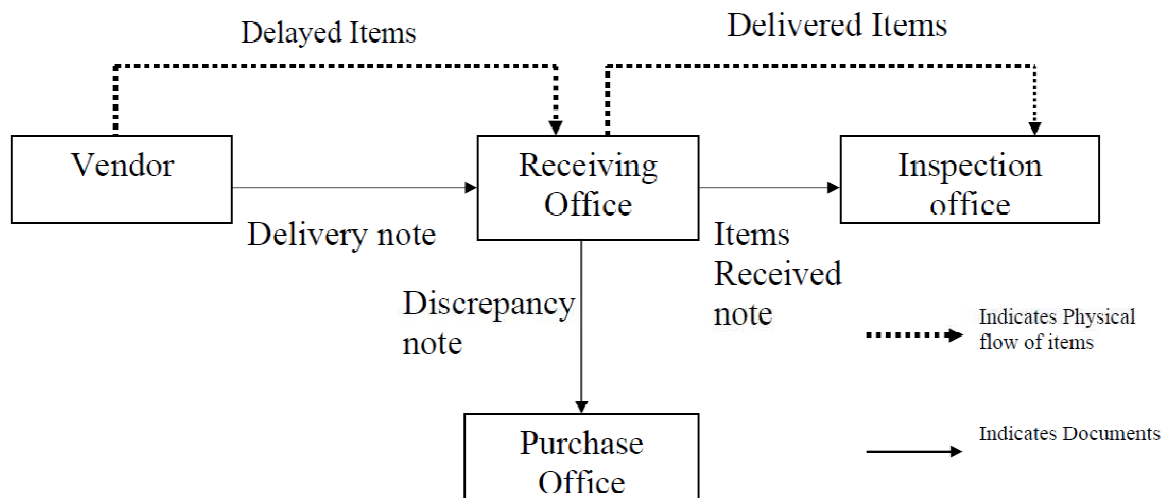 Delayed Items
Delivered Items
Vendor
Receiving
Office
Inspection
office
Delivery note
Items
Received
note
Discrepancy
note
Indicates Physical
flow of items
Purchase
Office
Indicates Documents